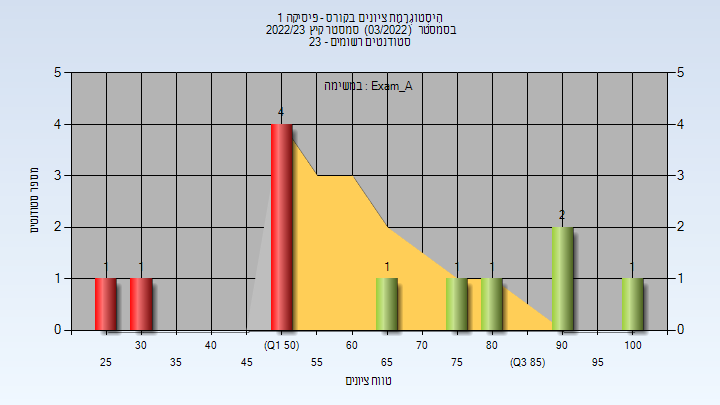 היסטוגרמת ציונים בקורס - פיסיקה 1
בסמסטר (03/2022) סמסטר קיץ 2022/23
סטודנטים רשומים - 23
במשימה : Exam_A
מספר סטודנטים
5 5
4 4
3 3
2 2
1 1
0 0
1 1 4 1 1 1 2 1
30 40 (Q1 50) 60 70 80 90 100
25 35 45 55 65 75 (Q3 85) 95
טווח ציונים